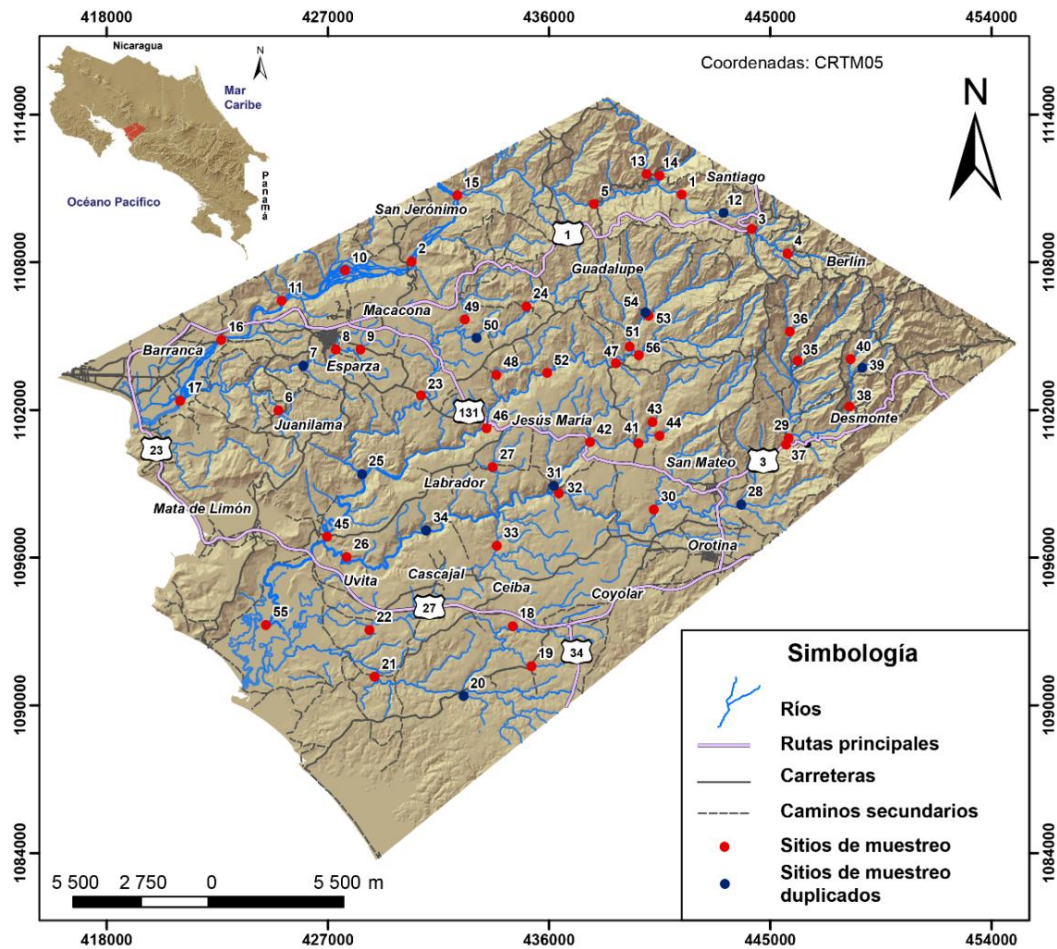 418000 427000 436000 445000 454000
Nicaragua
N
Mar
Caribe
Panamá
Océano Pacífico
Coordenadas: CRTM05
N
1114000
1114000
1108000
1108000
1102000
1102000
1096000
1096000
1090000
1090000
1084000
1084000
13
14
Santiago
15
5
1
12
San Jerónimo
3
1
4
Berlín
2
10
Guadalupe
11
Macacona
49
24
54
53
36
16
50
51
Barranca
8
9
56
35
40
7
Esparza
48
52
47
39
17
6
23
38
Juanilama
131
46
Jesús María
43
44
Desmonte
42
41
29
23
27
San Mateo
3
37
25
Labrador
31
32
28
Mata de Limón
30
34
45
33
Orotina
26
Uvita
Cascajal
Ceiba
Coyolar
27
55
22
18
34
21
19
20
Simbología
Ríos
Rutas principales
Carreteras
Caminos secundarios
Sitios de muestreo
Sitios de muestreo
duplicados
5 500 2 750 0 5 500 m
418000 427000 436000 445000 454000